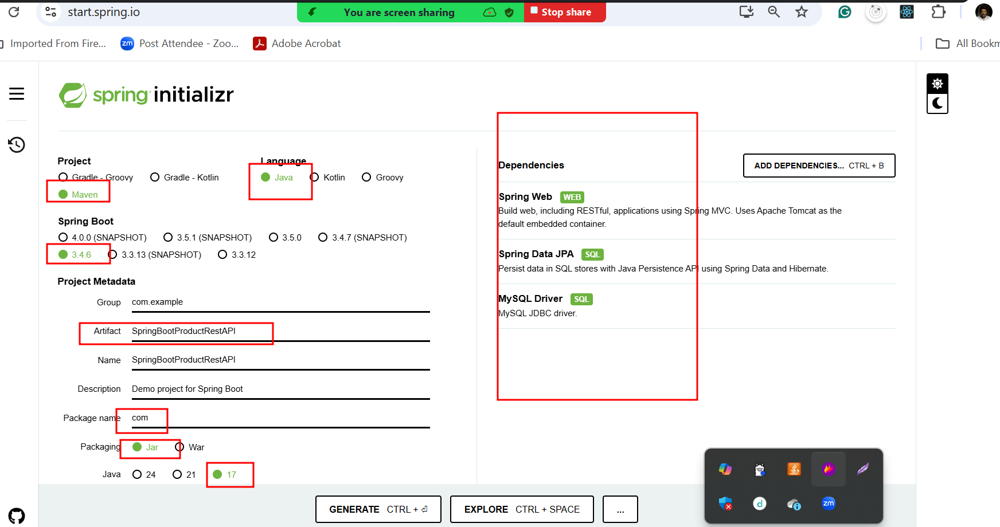 start.spring.io
You are screen sharing
Stop share
Imported From Fire...
zm
Post Attendee - Zoo...
Adobe Acrobat
All Bookm
spring initializr
Project
Gradle - Groovy
Gradle - Kotlin
Maven
Language
Java
Kotlin
Groovy
Spring Boot
4.0.0 (SNAPSHOT)
3.5.1 (SNAPSHOT)
3.5.0
3.4.7 (SNAPSHOT)
3.4.6
3.3.13 (SNAPSHOT)
3.3.12
Project Metadata
Group com.example
Artifact SpringBootProductRestAPI
Name SpringBootProductRestAPI
Description Demo project for Spring Boot
Package name com
Packaging Jar War
Java 24 21 17
Dependencies
ADD DEPENDENCIES... CTRL + B
Spring Web WEB
Build web, including RESTful, applications using Spring MVC. Uses Apache Tomcat as the
default embedded container.
Spring Data JPA SQL
Persist data in SQL stores with Java Persistence API using Spring Data and Hibernate.
MySQL Driver SQL
MySQL JDBC driver.
GENERATE CTRL + ⏎
EXPLORE CTRL + SPACE
...
d
zm